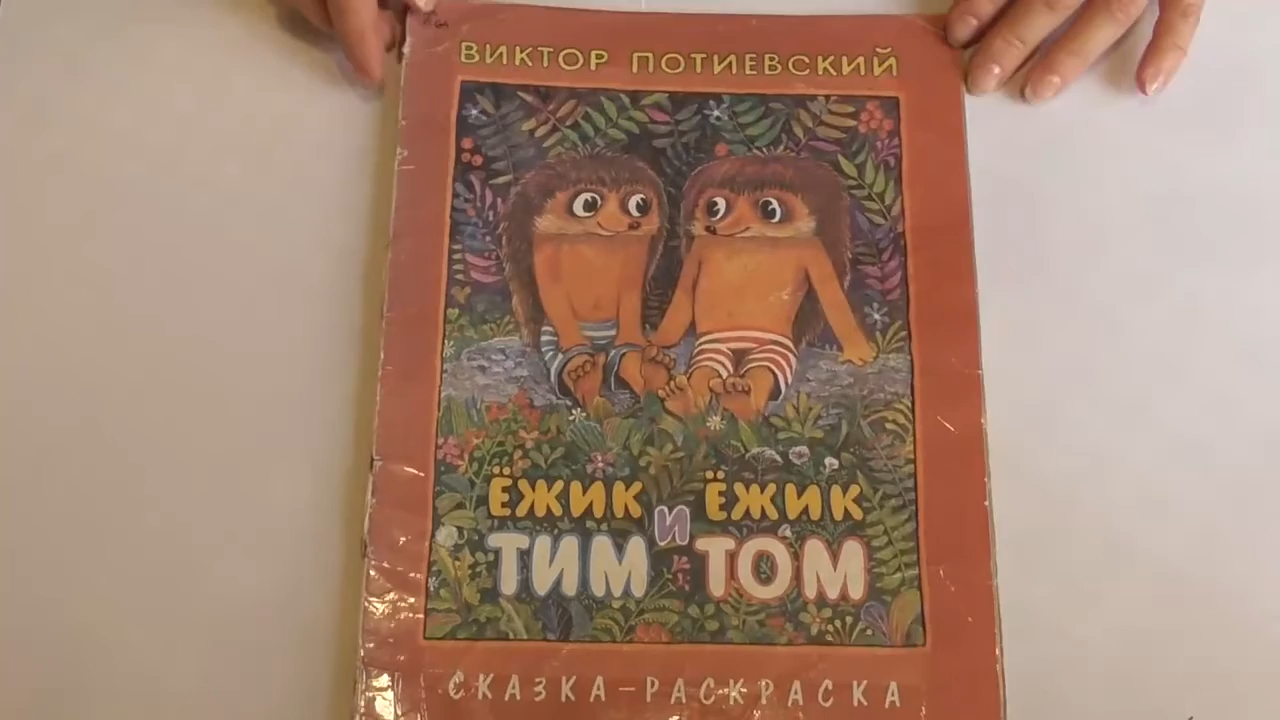 ВИКТОР ПОТИЕВСКИЙ
ЁЖИК И ЁЖИК
ТИМ ТОМ
СКАЗКА-РАСКРАСКА